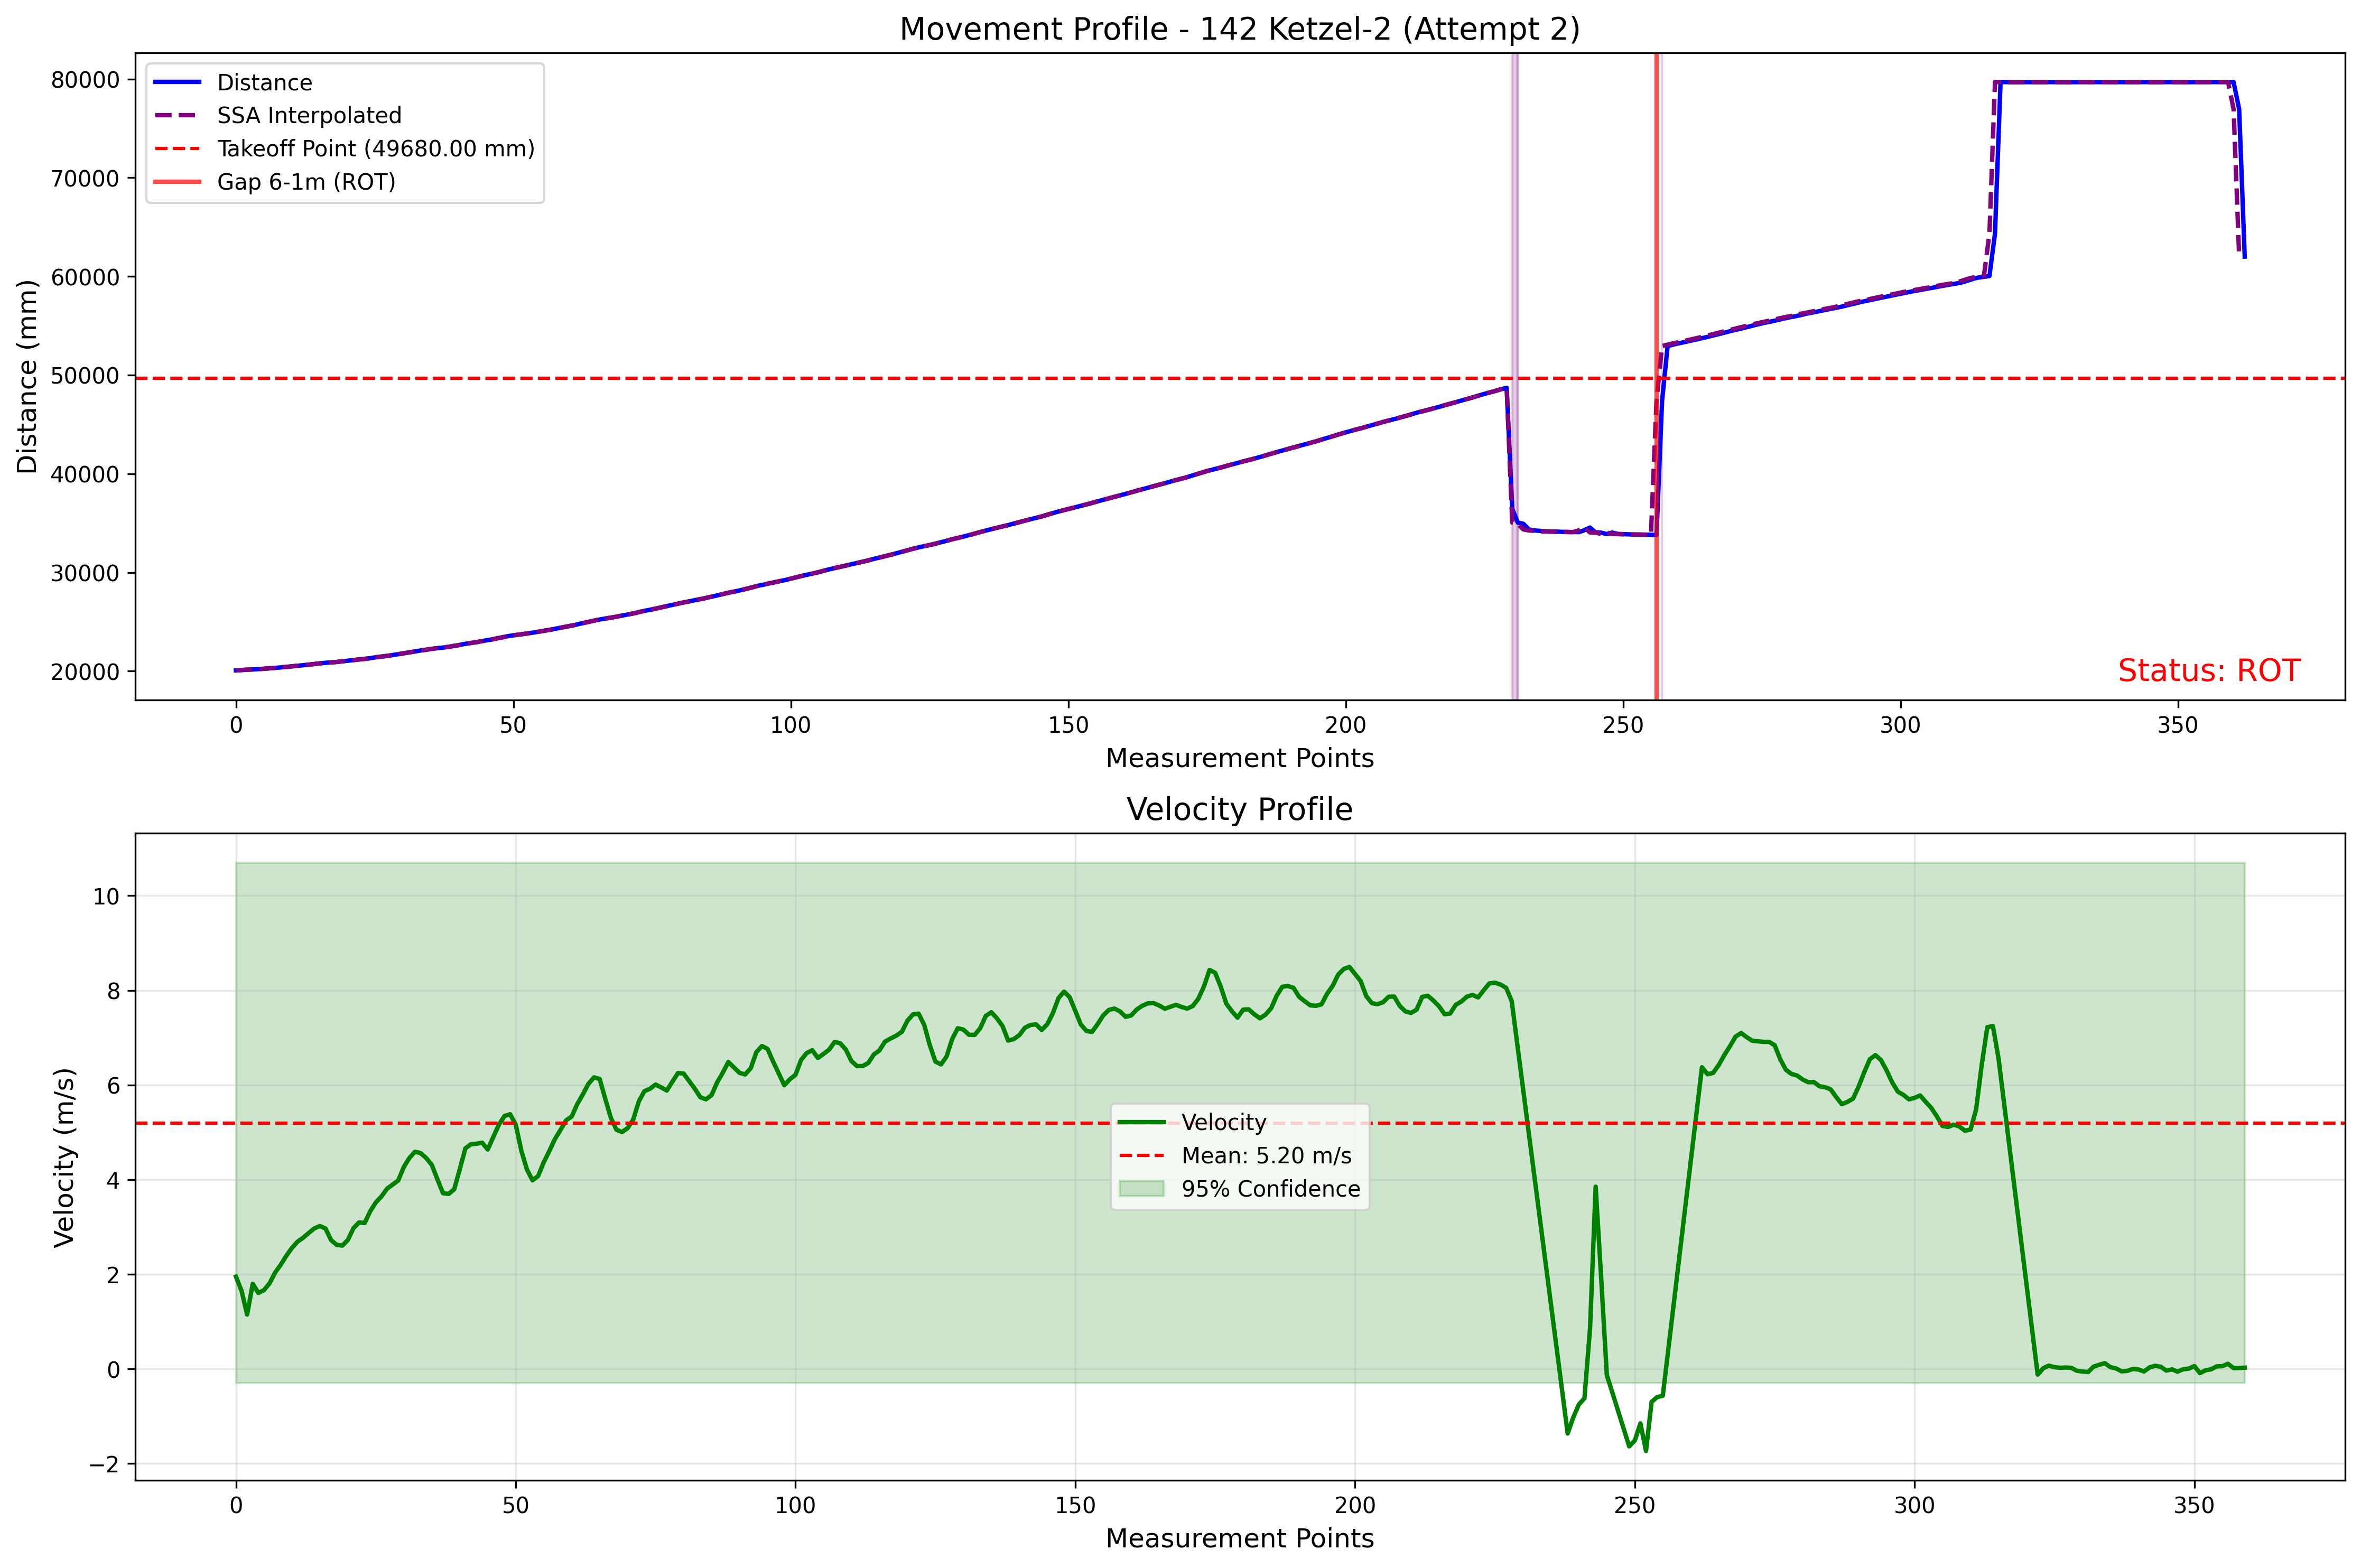 Movement Profile - 142 Ketzel-2 (Attempt 2)
Distance (mm)
80000
70000
60000
50000
40000
30000
20000
Distance
SSA Interpolated
Takeoff Point (49680.00 mm)
Gap 6-1m (ROT)
Status: ROT
0 50 100 150 200 250 300 350
Measurement Points
Velocity Profile
Velocity (m/s)
10
8
6
4
2
0
−2
Velocity
Mean: 5.20 m/s
95% Confidence
0 50 100 150 200 250 300 350
Measurement Points